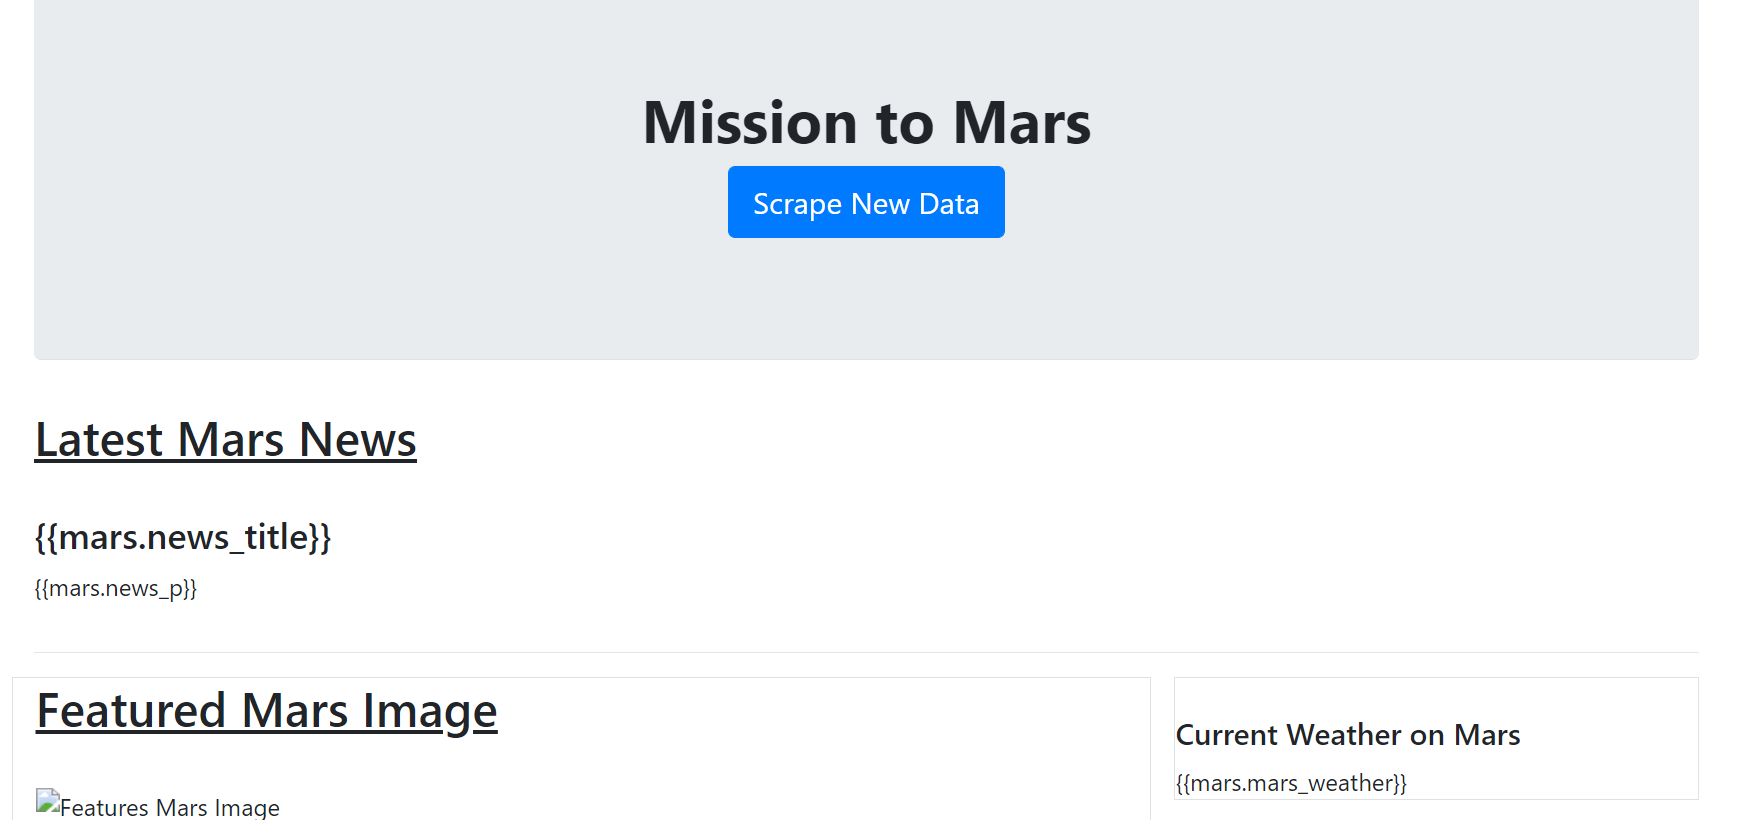 Mission to Mars
Scrape New Data
Latest Mars News
{{mars.news_title}}
{{mars.news_p}}
Featured Mars Image
Features Mars Image
Current Weather on Mars
{{mars.mars_weather}}